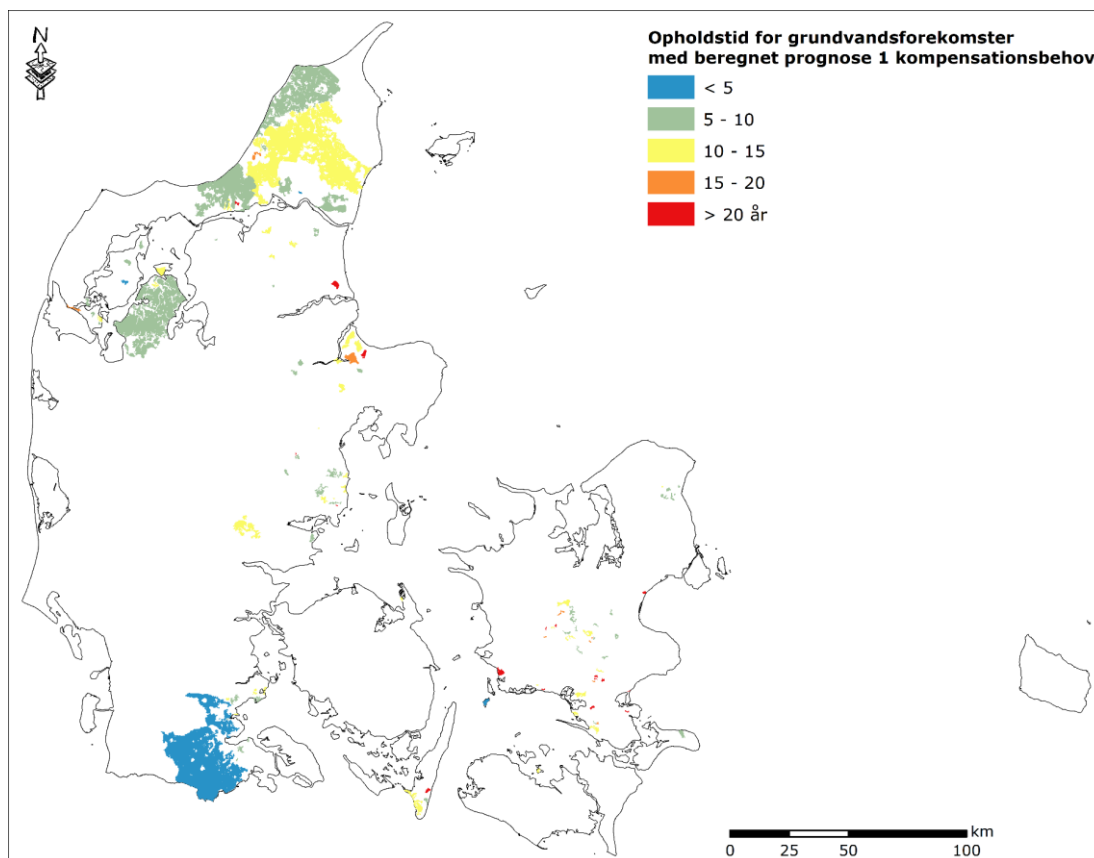 N
Opholdstid for grundvandsforekomster
med beregnet prognose 1 kompensationsbehov
< 5
5 - 10
10 - 15
15 - 20
> 20 år
km
0 25 50 100